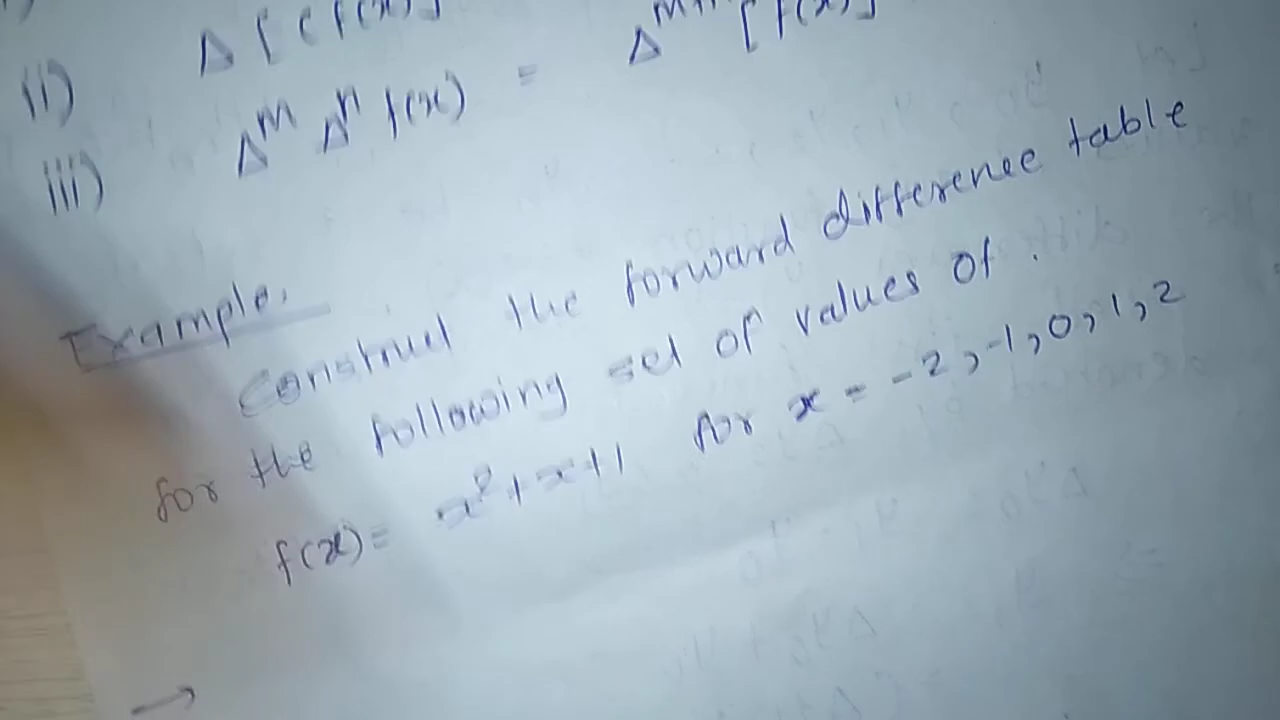 ii) Δ [ c f(x) ]
iii) Δ^m Δ^n f(x) = Δ^m+n [ f(x) ]
Example.
Construct the forward difference table
for the following set of values of .
f(x) = x²+x+1 for x = -2, -1, 0, 1, 2
→